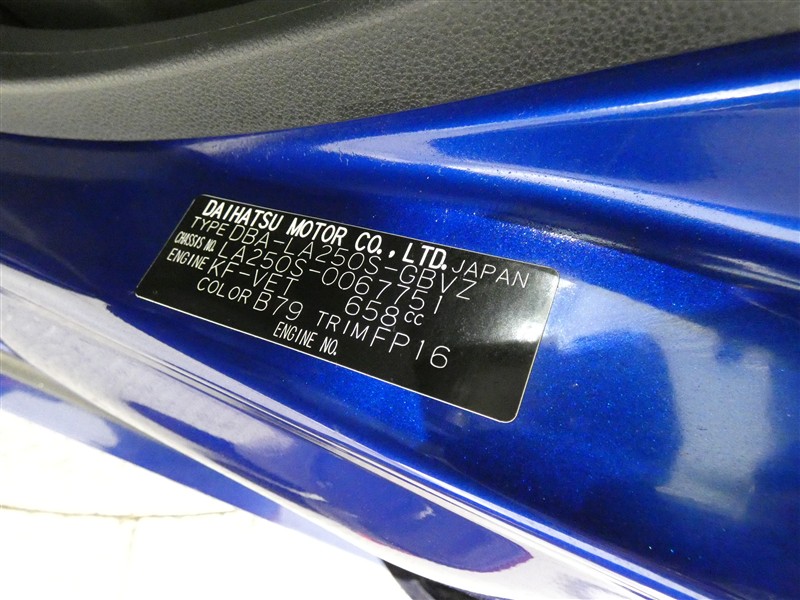 DAIHATSU MOTOR CO., LTD. JAPAN
TYPE DBA-LA250S-GBVZ
CHASSIS NO. LA250S-0067751
ENGINE KF-VET 658cc
COLOR B79 TRIM FP16
ENGINE NO.